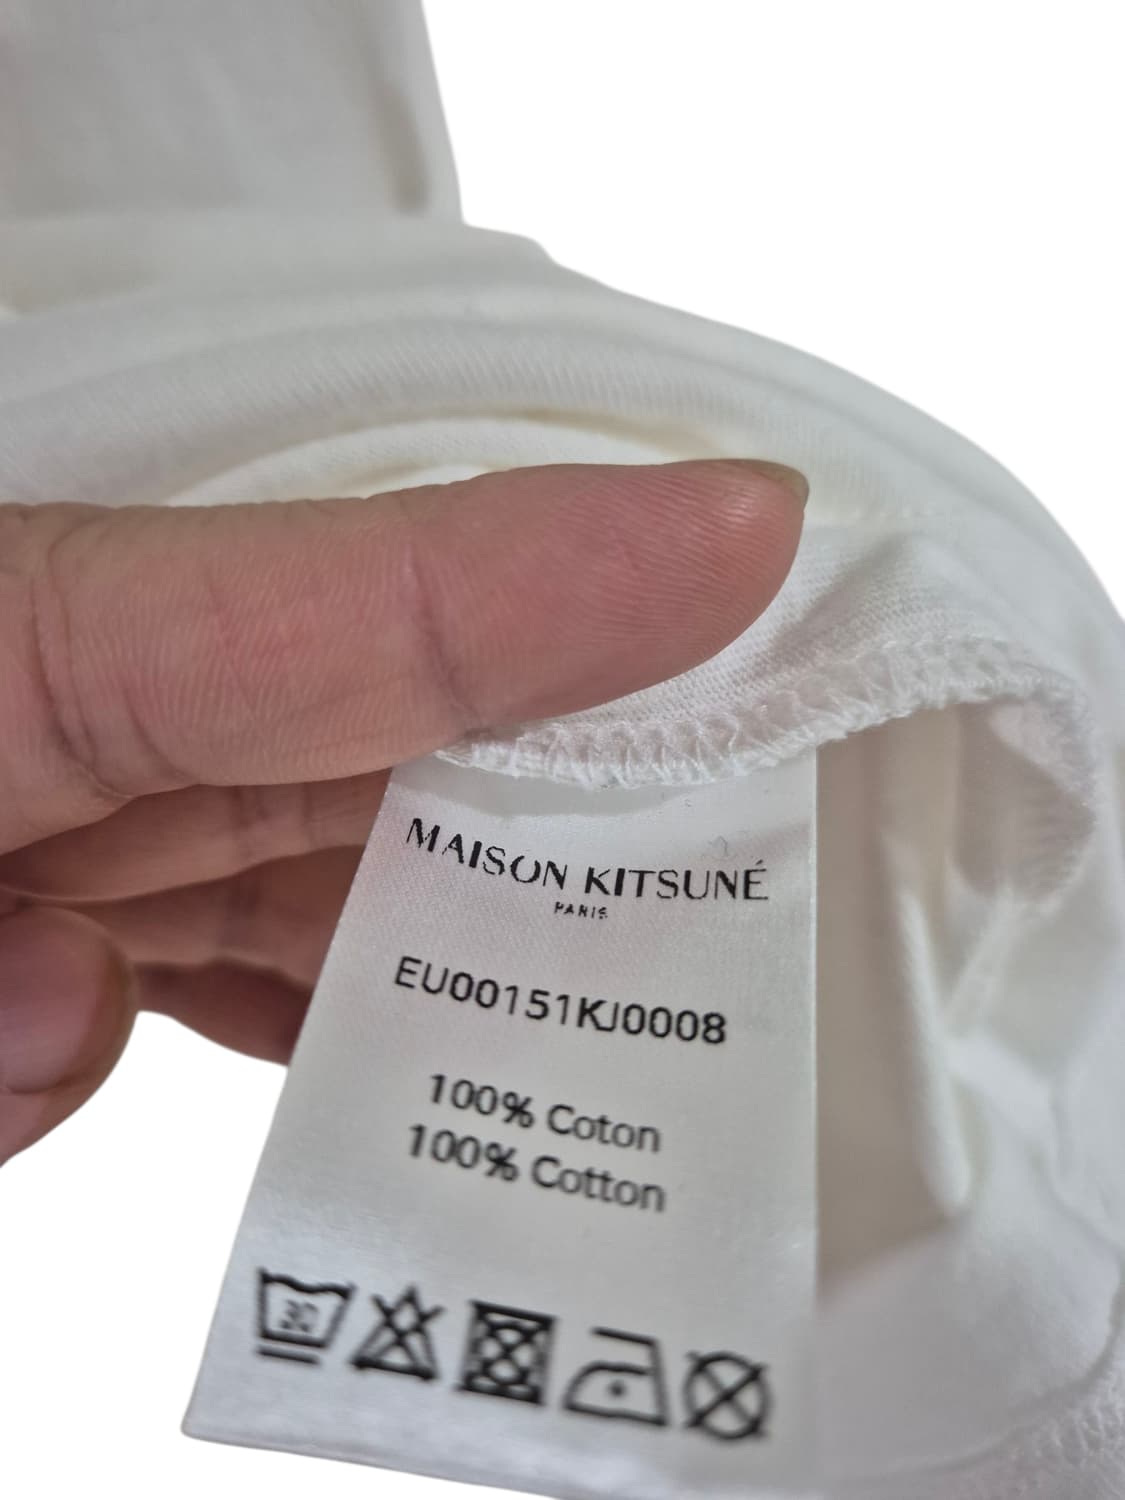 MAISON KITSUNÉ
PARIS
EU00151KJ0008
100% Coton
100% Cotton
30